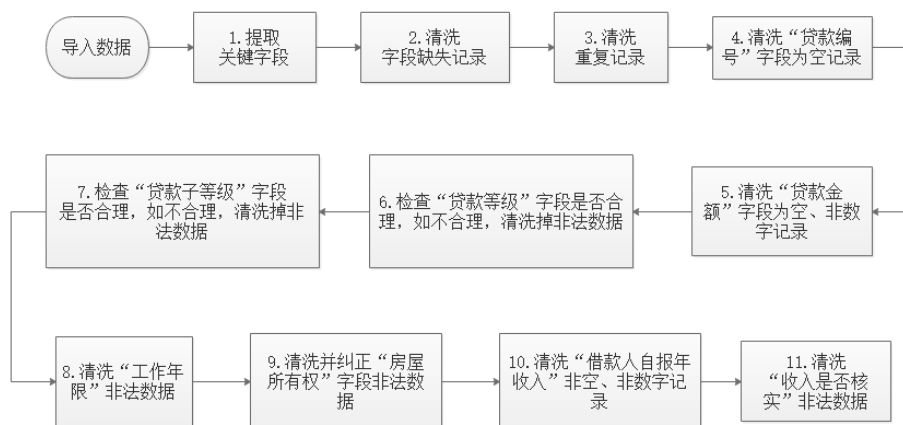 导入数据
1.提取
关键字段
2.清洗
字段缺失记录
3.清洗
重复记录
4.清洗“贷款编
号”字段为空记录
5.清洗“贷款金
额”字段为空、非数
字记录
6.检查“贷款等级”字段是否合
理，如不合理，清洗掉非法数据
7.检查“贷款子等级”字段
是否合理，如不合理，清洗掉非
法数据
8.清洗“工作年
限”非法数据
9.清洗并纠正“房屋
所有权”字段非法数
据
10.清洗“借款人自报年
收入”非空、非数字记
录
11.清洗
“收入是否核
实”非法数据